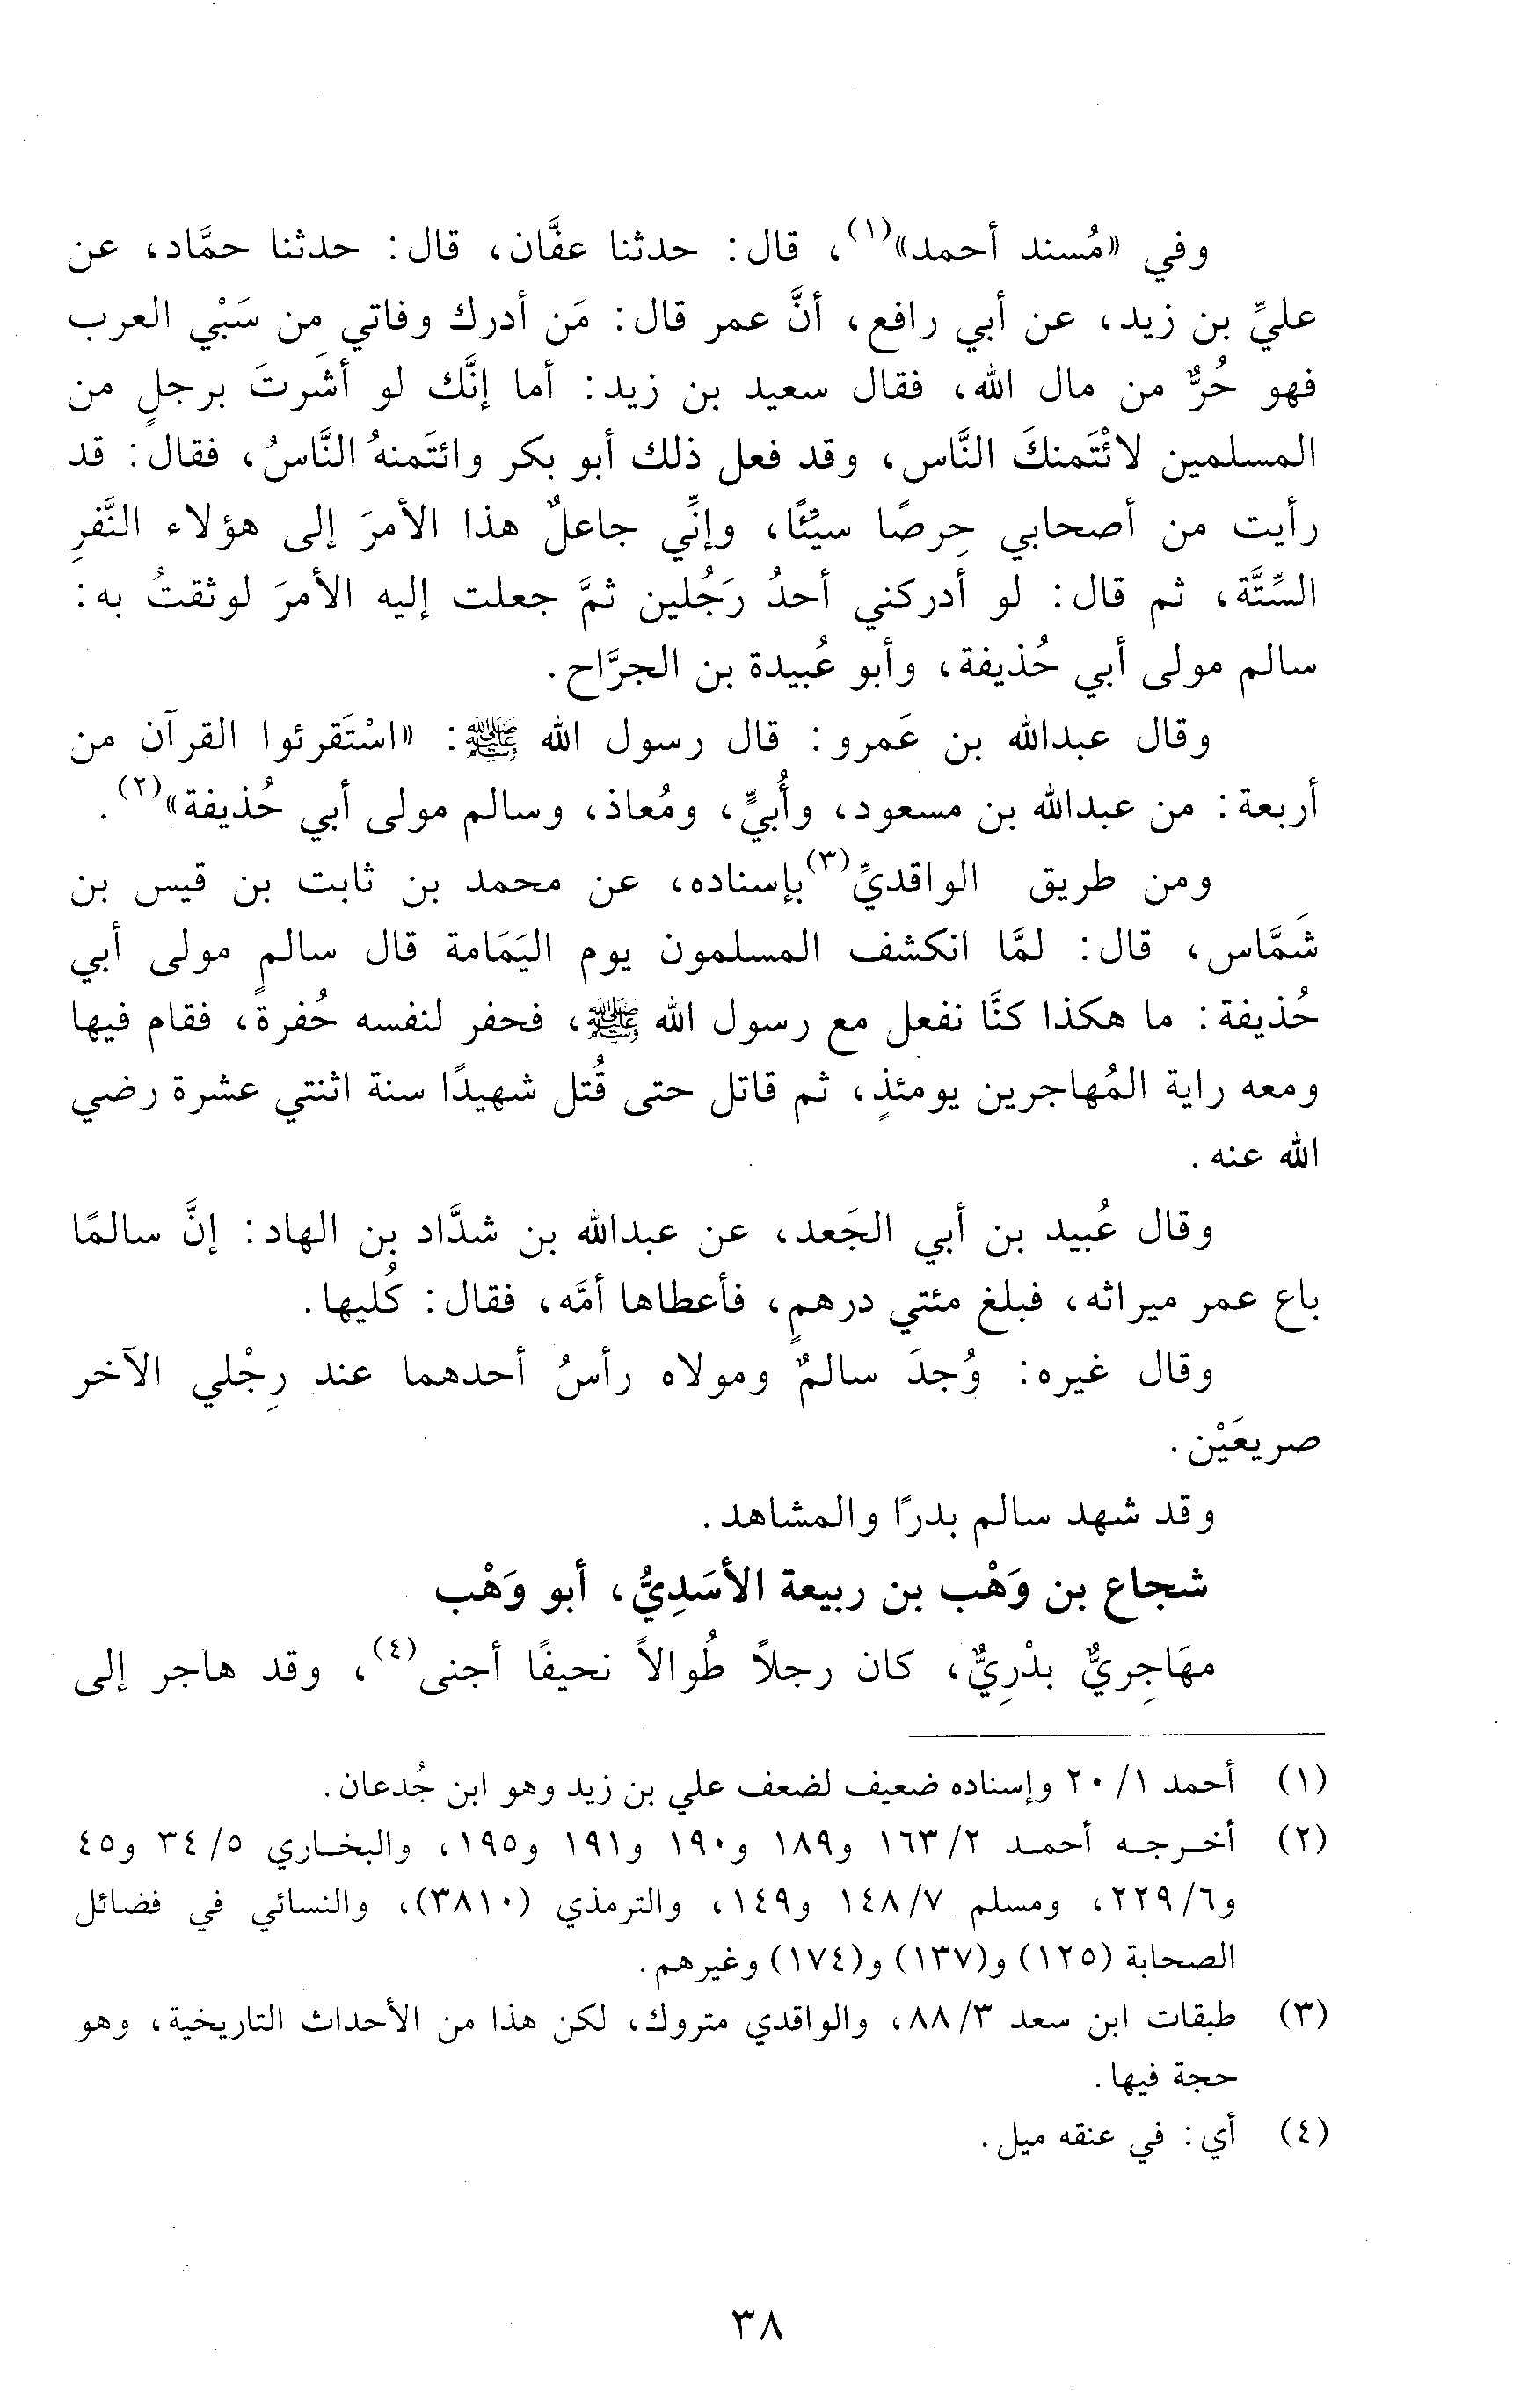 وفي «مُسند أحمد»(١)، قال: حدثنا عفَّان، قال: حدثنا حمَّاد، عن
عليِّ بن زيد، عن أبي رافع، أنَّ عمر قال: مَن أدرك وفاتي مِن سَبْي العرب
فهو حُرٌّ من مال الله، فقال سعيد بن زيد: أما إنَّك لو أشَرتَ برجلٍ من
المسلمين لائْتَمنكَ النَّاس، وقد فعل ذلك أبو بكر وائتَمنهُ النَّاسُ، فقال: قد
رأيت من أصحابي حِرصًا سيِّئًا، وإنِّي جاعلٌ هذا الأمرَ إلى هؤلاء النَّفرِ
السِّتَّة، ثم قال: لو أدركني أحدُ رَجُلين ثمَّ جعلت إليه الأمرَ لوثقتُ به:
سالم مولى أبي حُذيفة، وأبو عُبيدة بن الجرَّاح.
وقال عبدالله بن عَمرو: قال رسول الله ﷺ: «اسْتَقرئوا القرآن من
أربعة: من عبدالله بن مسعود، وأُبيٍّ، ومُعاذ، وسالم مولى أبي حُذيفة»(٢).
ومن طريق الواقديِّ(٣) بإسناده، عن محمد بن ثابت بن قيس بن
شَمَّاس، قال: لمَّا انكشف المسلمون يوم اليَمَامة قال سالمٍ مولى أبي
حُذيفة: ما هكذا كنَّا نفعل مع رسول الله ﷺ، فحفر لنفسه حُفرة، فقام فيها
ومعه راية المُهاجرين يومئذٍ، ثم قاتل حتى قُتل شهيدًا سنة اثنتي عشرة رضي
الله عنه.
وقال عُبيد بن أبي الجَعد، عن عبدالله بن شدَّاد بن الهاد: إنَّ سالمًا
باع عمر ميراثه، فبلغ مئتي درهمٍ، فأعطاها أمَّه، فقال: كُليها.
وقال غيره: وُجدَ سالمٌ ومولاه رأسُ أحدهما عند رِجْلي الآخر
صريعَيْن.
وقد شهد سالم بدرًا والمشاهد.
شجاع بن وَهْب بن ربيعة الأسَدِيُّ، أبو وَهْب
مهَاجِريٌّ بدْرِيٌّ، كان رجلاً طُوالاً نحيفًا أجنى(٤)، وقد هاجر إلى
(١) أحمد ١/ ٢٠ وإسناده ضعيف لضعف علي بن زيد وهو ابن جُدعان.
(٢) أخرجه أحمد ٢/ ١٦٣ و١٨٩ و١٩٠ و١٩١ و١٩٥، والبخاري ٥/ ٣٤ و٤٥
و٦/ ٢٢٩، ومسلم ٧/ ١٤٨ و١٤٩، والترمذي (٣٨١٠)، والنسائي في فضائل
الصحابة (١٢٥) و(١٣٧) و(١٧٤) وغيرهم.
(٣) طبقات ابن سعد ٣/ ٨٨، والواقدي متروك، لكن هذا من الأحداث التاريخية، وهو
حجة فيها.
(٤) أي: في عنقه ميل.
٣٨